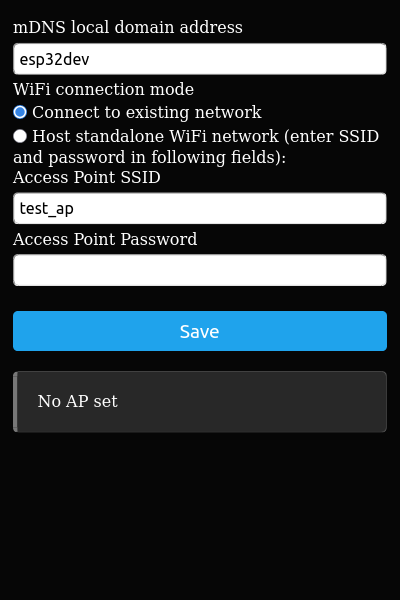 mDNS local domain address
esp32dev
WiFi connection mode
Connect to existing network
Host standalone WiFi network (enter SSID
and password in following fields):
Access Point SSID
test_ap
Access Point Password
Save
No AP set